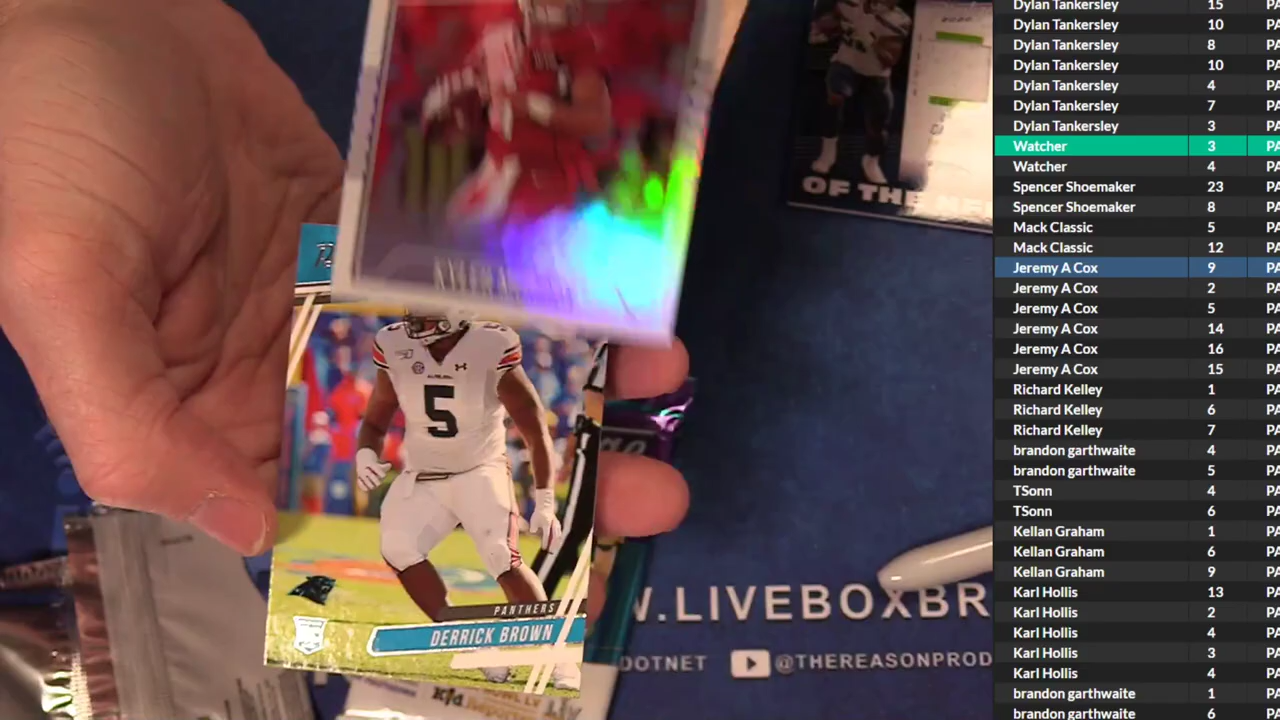 Dylan Tankersley 15 PA
Dylan Tankersley 10 PA
Dylan Tankersley 8 PA
Dylan Tankersley 10 PA
Dylan Tankersley 4 PA
Dylan Tankersley 7 PA
Dylan Tankersley 3 PA
Watcher 3 PA
Watcher 4 PA
Spencer Shoemaker 23 PA
Spencer Shoemaker 8 PA
Mack Classic 5 PA
Mack Classic 12 PA
Jeremy A Cox 9 PA
Jeremy A Cox 2 PA
Jeremy A Cox 5 PA
Jeremy A Cox 14 PA
Jeremy A Cox 16 PA
Jeremy A Cox 15 PA
Richard Kelley 1 PA
Richard Kelley 6 PA
Richard Kelley 7 PA
brandon garthwaite 4 PA
brandon garthwaite 5 PA
TSonn 4 PA
TSonn 6 PA
Kellan Graham 1 PA
Kellan Graham 6 PA
Kellan Graham 9 PA
Karl Hollis 13 PA
Karl Hollis 2 PA
Karl Hollis 4 PA
Karl Hollis 3 PA
Karl Hollis 4 PA
brandon garthwaite 1 PA
brandon garthwaite 6 PA
OF THE
5
PANTHERS
DERRICK BROWN
W.LIVEBOXBR
DOTNET @THEREASONPROD